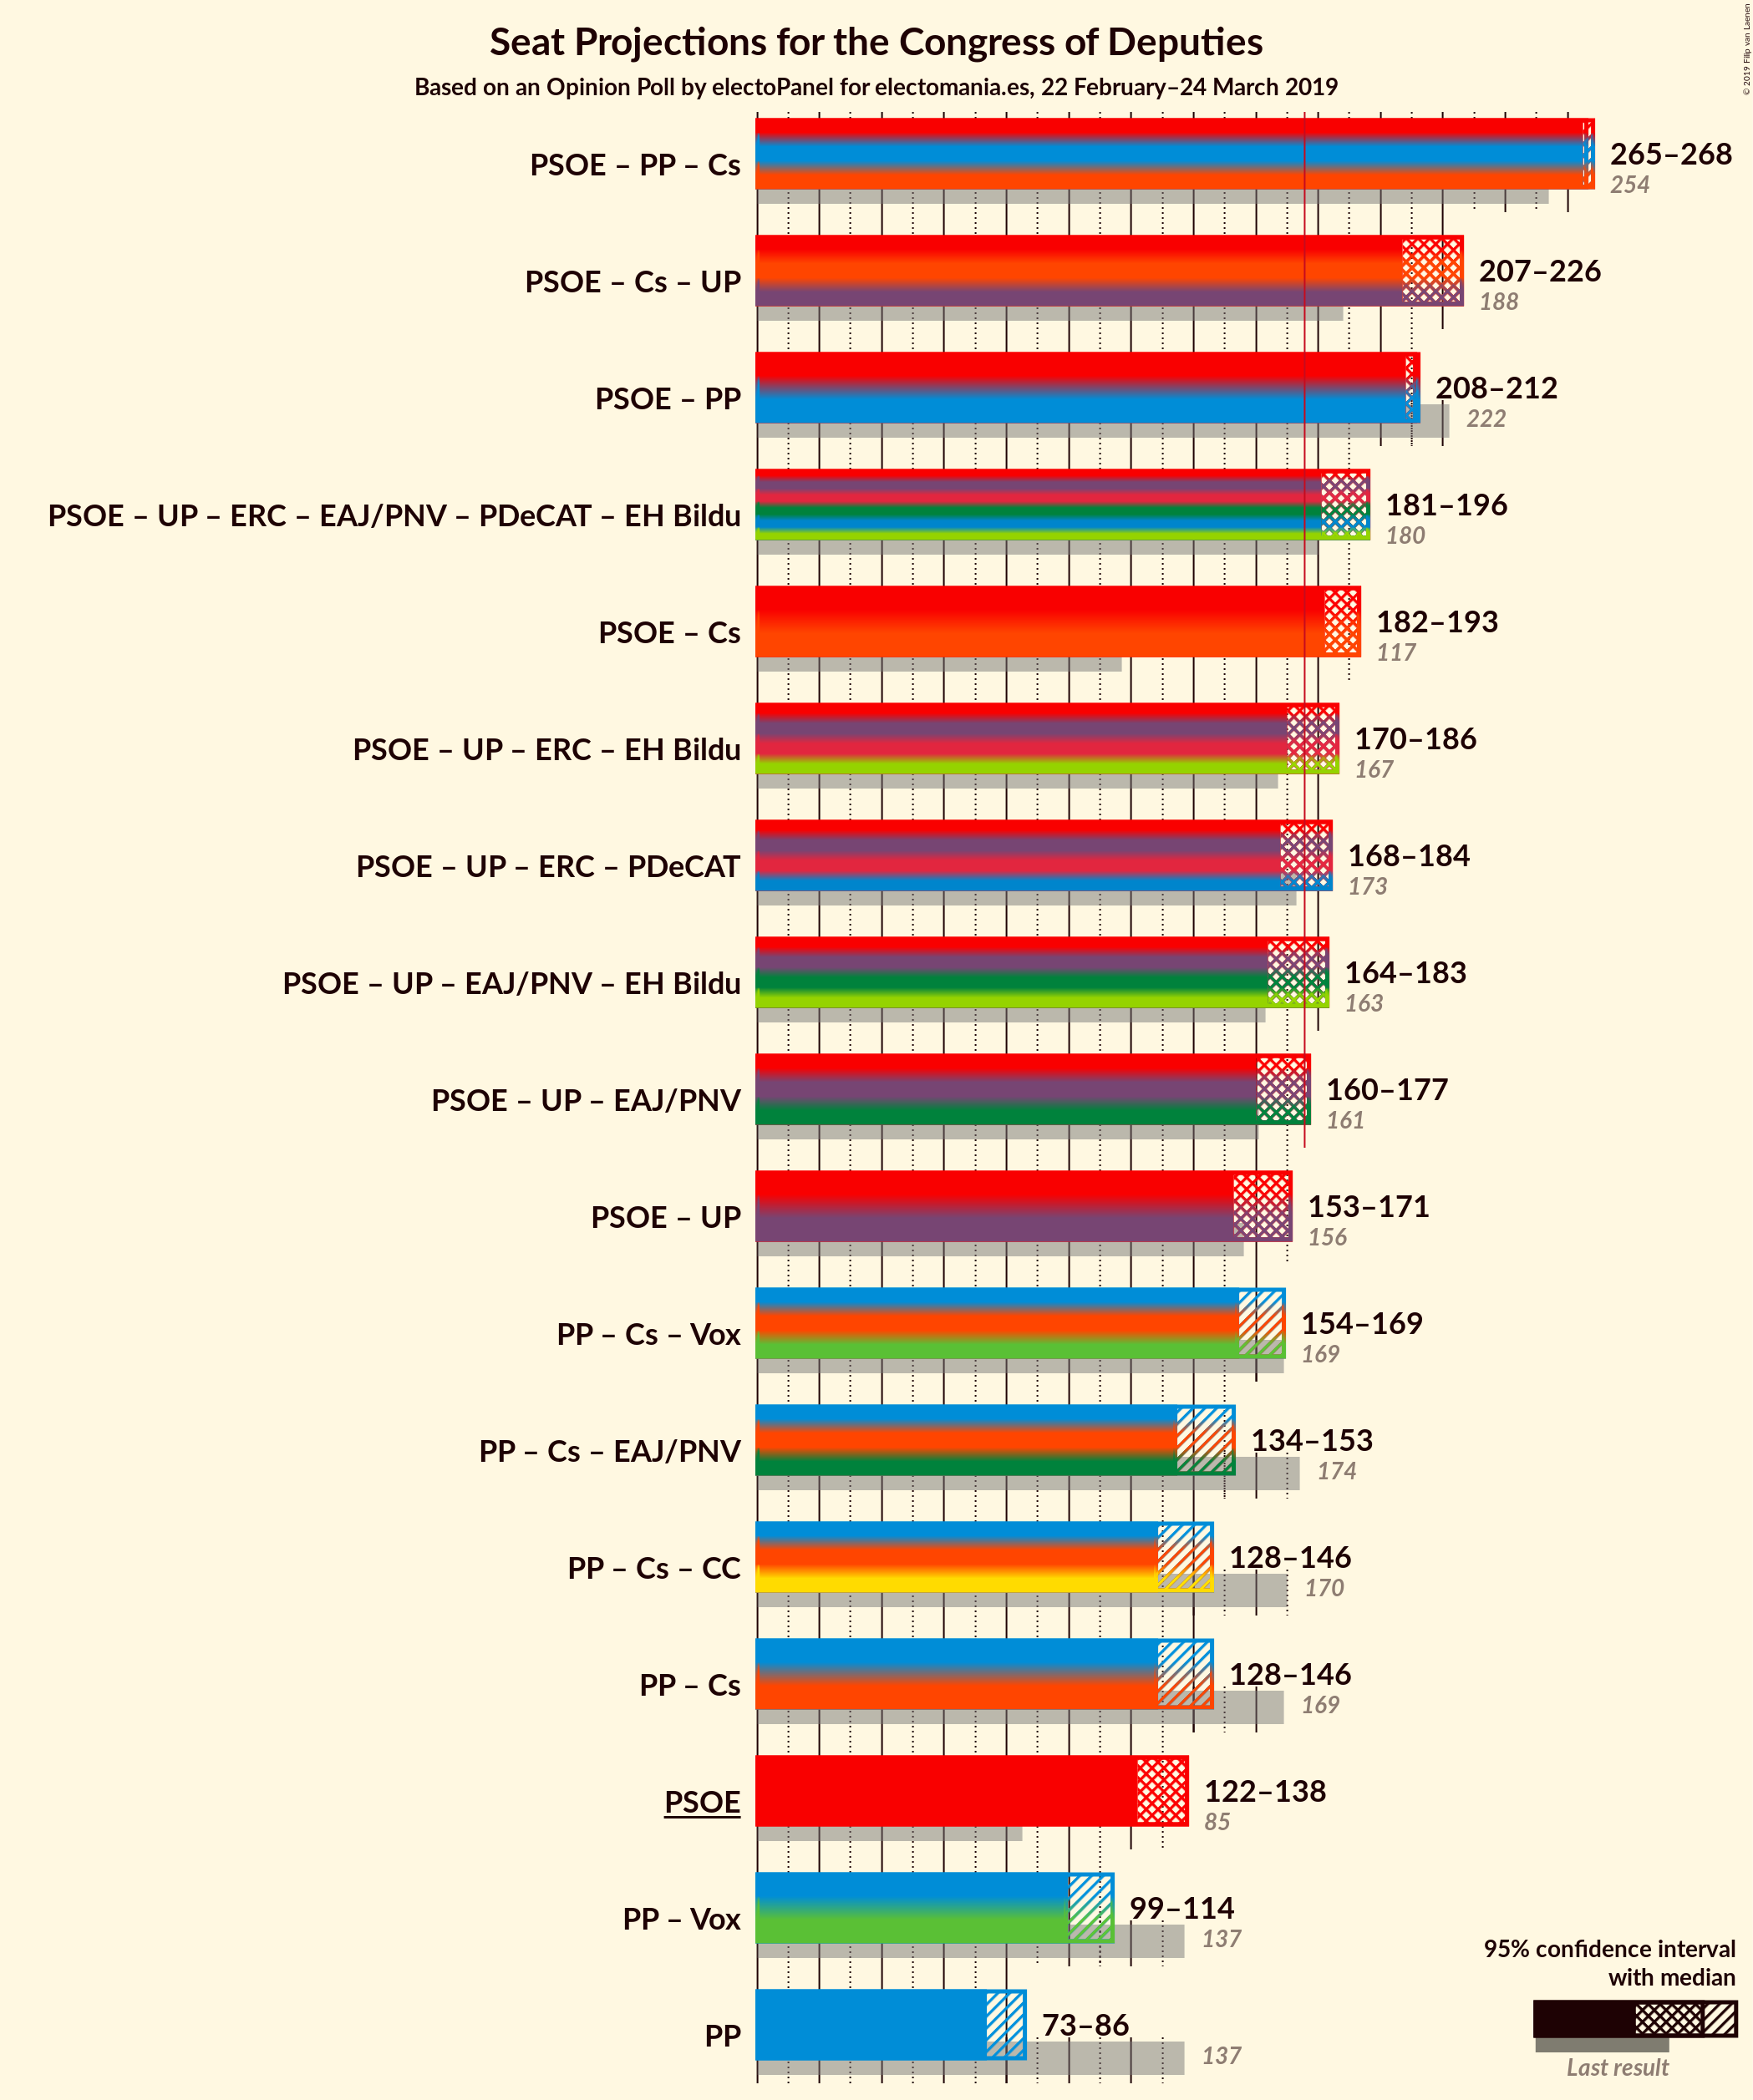 Seat Projections for the Congress of Deputies
Based on an Opinion Poll by electoPanel for electomania.es, 22 February–24 March 2019
© 2019 Filip van Laenen
PSOE – PP – Cs
265–268
254
PSOE – Cs – UP
207–226
188
PSOE – PP
208–212
222
PSOE – UP – ERC – EAJ/PNV – PDeCAT – EH Bildu
181–196
180
PSOE – Cs
182–193
117
PSOE – UP – ERC – EH Bildu
170–186
167
PSOE – UP – ERC – PDeCAT
168–184
173
PSOE – UP – EAJ/PNV – EH Bildu
164–183
163
PSOE – UP – EAJ/PNV
160–177
161
PSOE – UP
153–171
156
PP – Cs – Vox
154–169
169
PP – Cs – EAJ/PNV
134–153
174
PP – Cs – CC
128–146
170
PP – Cs
128–146
169
PSOE
122–138
85
PP – Vox
99–114
137
PP
73–86
137
95% confidence interval
with median
Last result